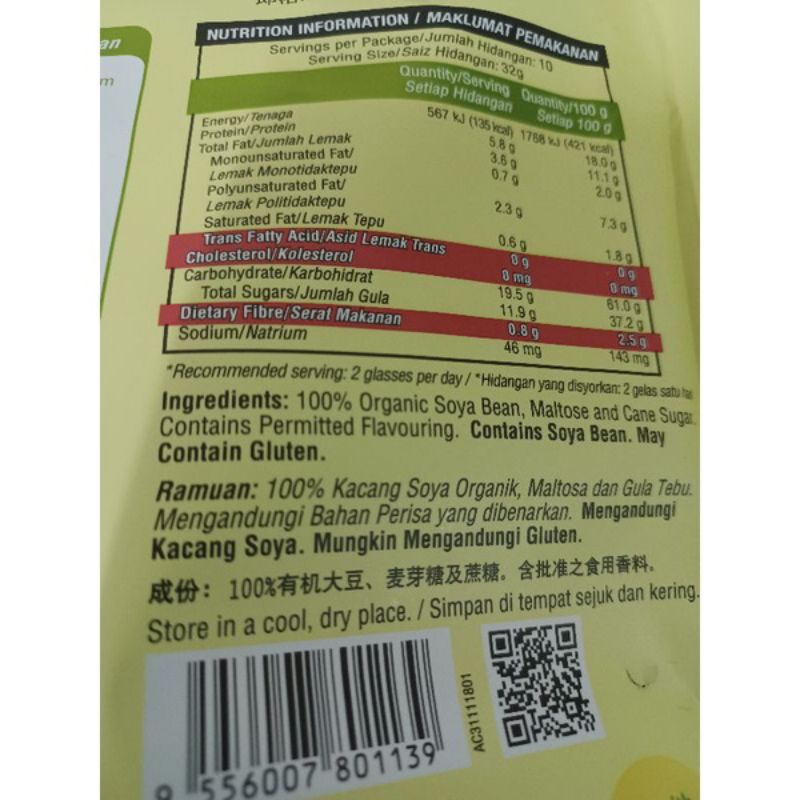 an
m
NUTRITION INFORMATION / MAKLUMAT PEMAKANAN
Servings per Package/Jumlah Hidangan: 10
Serving Size/Saiz Hidangan: 32g
Quantity/Serving Quantity/100 g
Setiap Hidangan Setiap 100 g
Energy/Tenaga 567 kJ (135 kcal) 1768 kJ (421 kcal)
Protein/Protein 5.8 g 18.0 g
Total Fat/Jumlah Lemak 3.6 g 11.1 g
Monounsaturated Fat/ 0.7 g 2.0 g
Lemak Monotidaktepu
Polyunsaturated Fat/ 2.3 g 7.3 g
Lemak Politidaktepu
Saturated Fat/Lemak Tepu 0.6 g 1.8 g
Trans Fatty Acid/Asid Lemak Trans 0 g 0 g
Cholesterol/Kolesterol 0 mg 0 mg
Carbohydrate/Karbohidrat 19.5 g 61.0 g
Total Sugars/Jumlah Gula 11.9 g 37.2 g
Dietary Fibre/Serat Makanan 0.8 g 2.5 g
Sodium/Natrium 46 mg 143 mg
*Recommended serving: 2 glasses per day / *Hidangan yang disyorkan: 2 gelas satu hari
Ingredients: 100% Organic Soya Bean, Maltose and Cane Sugar.
Contains Permitted Flavouring. Contains Soya Bean. May
Contain Gluten.
Ramuan: 100% Kacang Soya Organik, Maltosa dan Gula Tebu.
Mengandungi Bahan Perisa yang dibenarkan. Mengandungi
Kacang Soya. Mungkin Mengandungi Gluten.
成份：100%有机大豆、麦芽糖及蔗糖。含批准之食用香料。
Store in a cool, dry place. / Simpan di tempat sejuk dan kering.
AC31111801
9 556007 801139